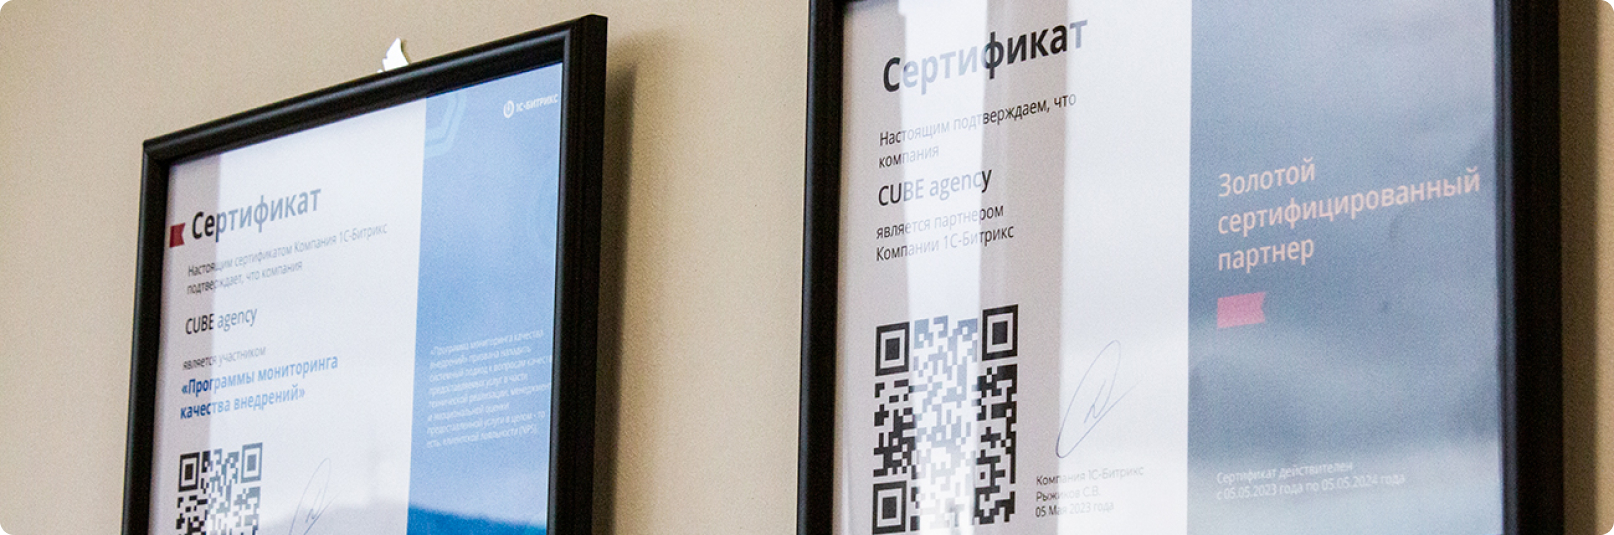 1С-БИТРИКС
Сертификат
Настоящим сертификатом Компания 1С-Битрикс
подтверждает, что компания
CUBE agency
является участником
«Программы мониторинга
качества внедрений»
«Программа мониторинга качества
внедрений» призвана наладить
системный подход к вопросам качества
предоставляемых услуг в части
технической реализации, менеджмента
и эмоциональной оценки
предоставленной услуги в целом - то
есть, клиентской лояльности (NPS).
Сертификат
Настоящим подтверждаем, что
компания
CUBE agency
является партнером
Компании 1С-Битрикс
Компания 1С-Битрикс
Рыжиков С.В.
05 Мая 2023 года
Золотой
сертифицированный
партнер
Сертификат действителен
с 05.05.2023 года по 05.05.2024 года